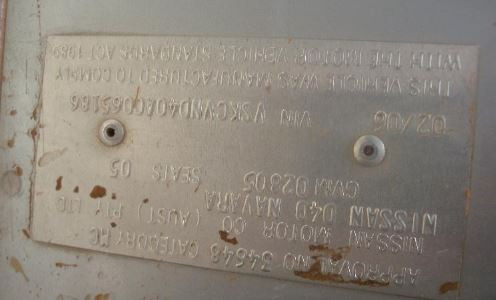 APPROVAL NO 34648 CATEGORY MC
NISSAN MOTOR CO (AUST) PTY LTD
NISSAN D40 NAVARA
GVM 02805 SEATS 05
02/06 VIN VSKCVND40A0065186
THIS VEHICLE WAS MANUFACTURED TO COMPLY
WITH THE MOTOR VEHICLE STANDARDS ACT 1989